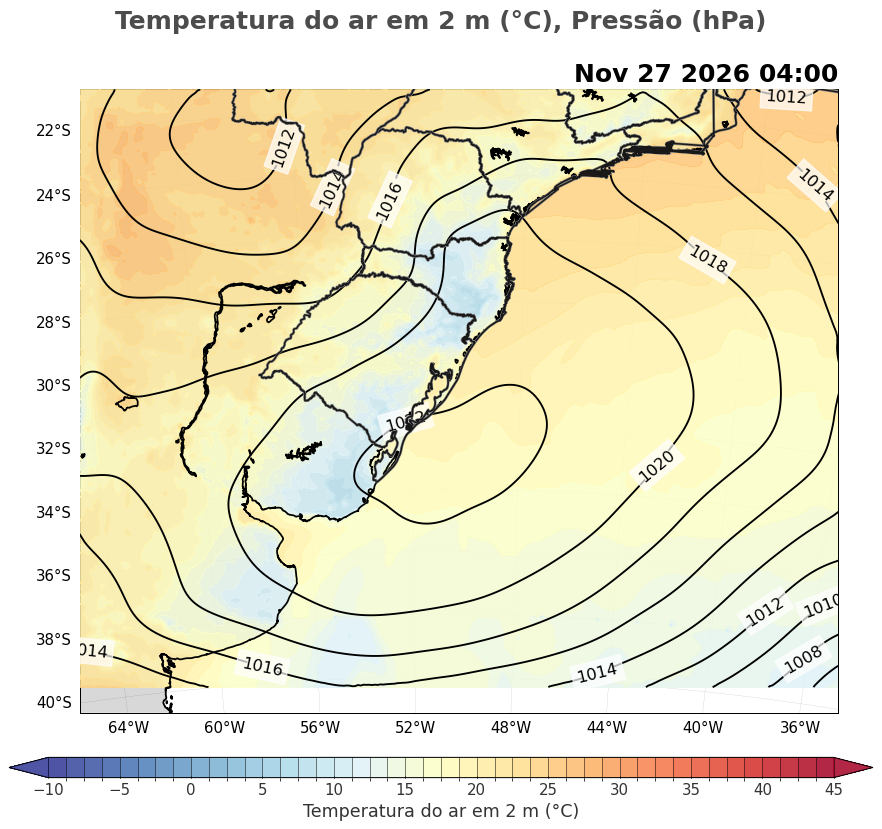 Temperatura do ar em 2 m (°C), Pressão (hPa)
Nov 27 2026 04:00
1012
22°S
1012
1014
1014
24°S
1016
26°S
1018
28°S
30°S
1022
32°S
1020
34°S
36°S
1012
1010
38°S
1014
1016
1014
1008
40°S
64°W 60°W 56°W 52°W 48°W 44°W 40°W 36°W
−10 −5 0 5 10 15 20 25 30 35 40 45
Temperatura do ar em 2 m (°C)